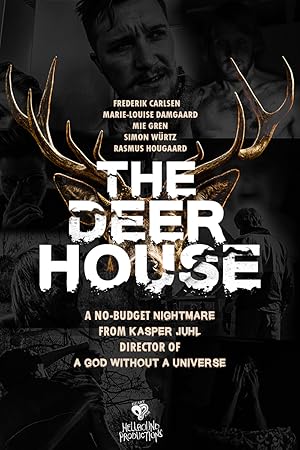 FREDERIK CARLSEN
MARIE-LOUISE DAMGAARD
MIE GREN
SIMON WÜRTZ
RASMUS HOUGAARD
THE
DEER
HOUSE
A NO-BUDGET NIGHTMARE
FROM KASPER JUHL
DIRECTOR OF
A GOD WITHOUT A UNIVERSE
HELLBOUND
PRODUCTIONS